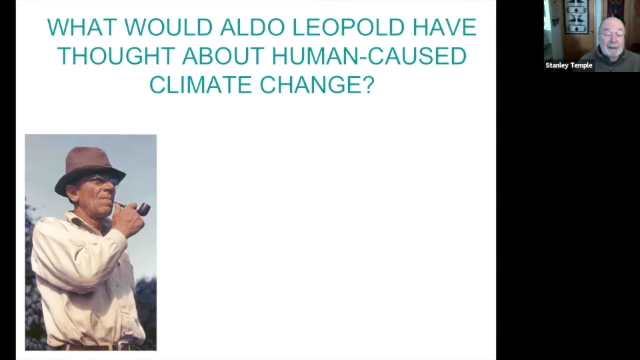 WHAT WOULD ALDO LEOPOLD HAVE
THOUGHT ABOUT HUMAN-CAUSED
CLIMATE CHANGE?
Stanley Temple